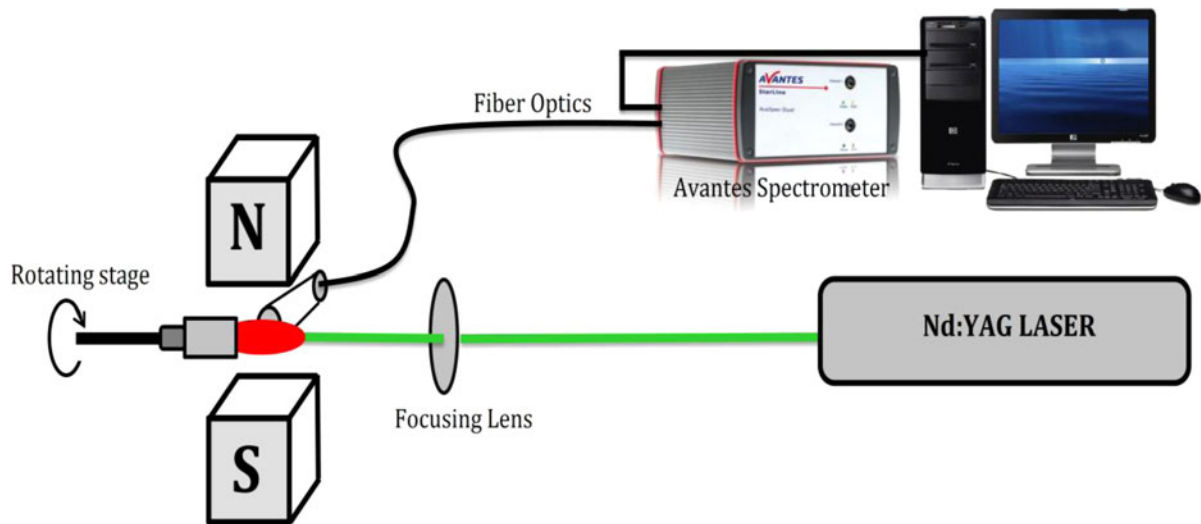 AVANTES
StarLine
Fiber Optics
Avantes Spectrometer
N
Rotating stage
Nd:YAG LASER
Focusing Lens
S